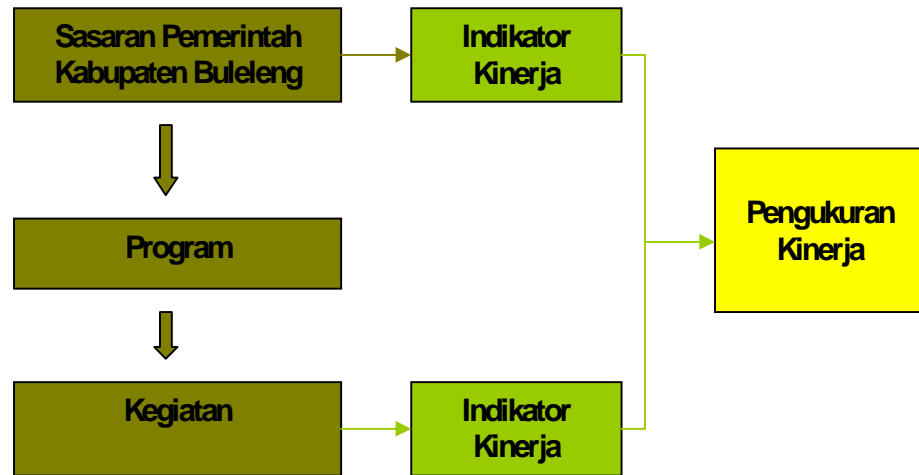 Sasaran Pemerintah
Kabupaten Buleleng
Indikator
Kinerja
Program
Pengukuran
Kinerja
Kegiatan
Indikator
Kinerja